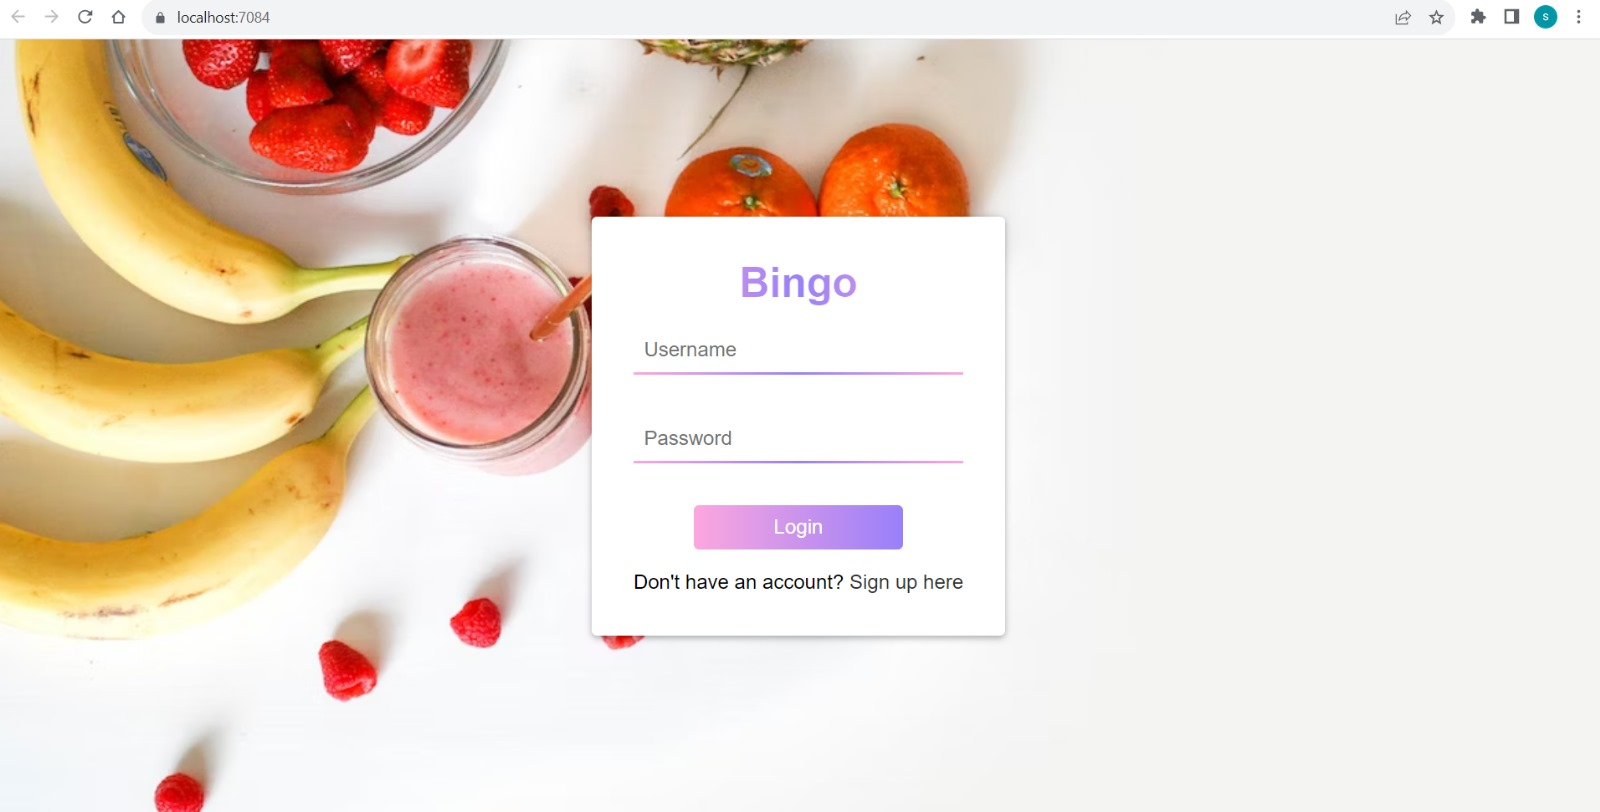 localhost:7084
s
Bingo
Username
Password
Login
Don't have an account? Sign up here